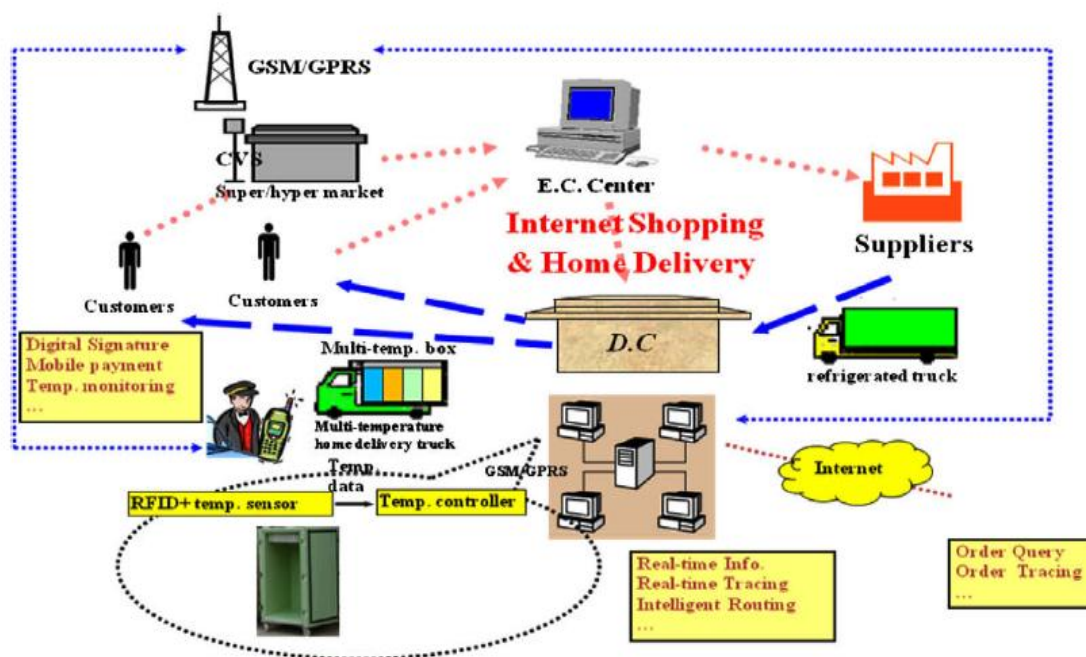 GSM/GPRS
CVS
Super/hyper market
E.C. Center
Internet Shopping
& Home Delivery
Suppliers
Customers
Customers
D.C
refrigerated truck
Digital Signature
Mobile payment
Temp. monitoring
...
Multi-temp. box
Multi-temperature
home delivery truck
Temp.
data
GSM/GPRS
RFID+ temp. sensor
Temp. controller
Internet
Real-time Info.
Real-time Tracing
Intelligent Routing
...
Order Query
Order Tracing
...